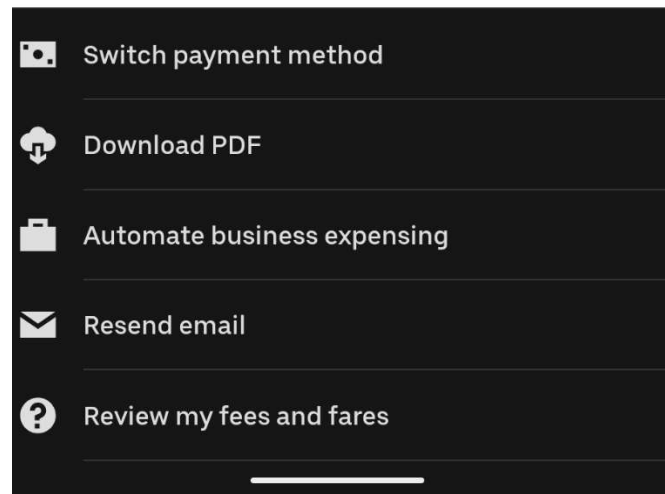 Switch payment method
Download PDF
Automate business expensing
Resend email
Review my fees and fares